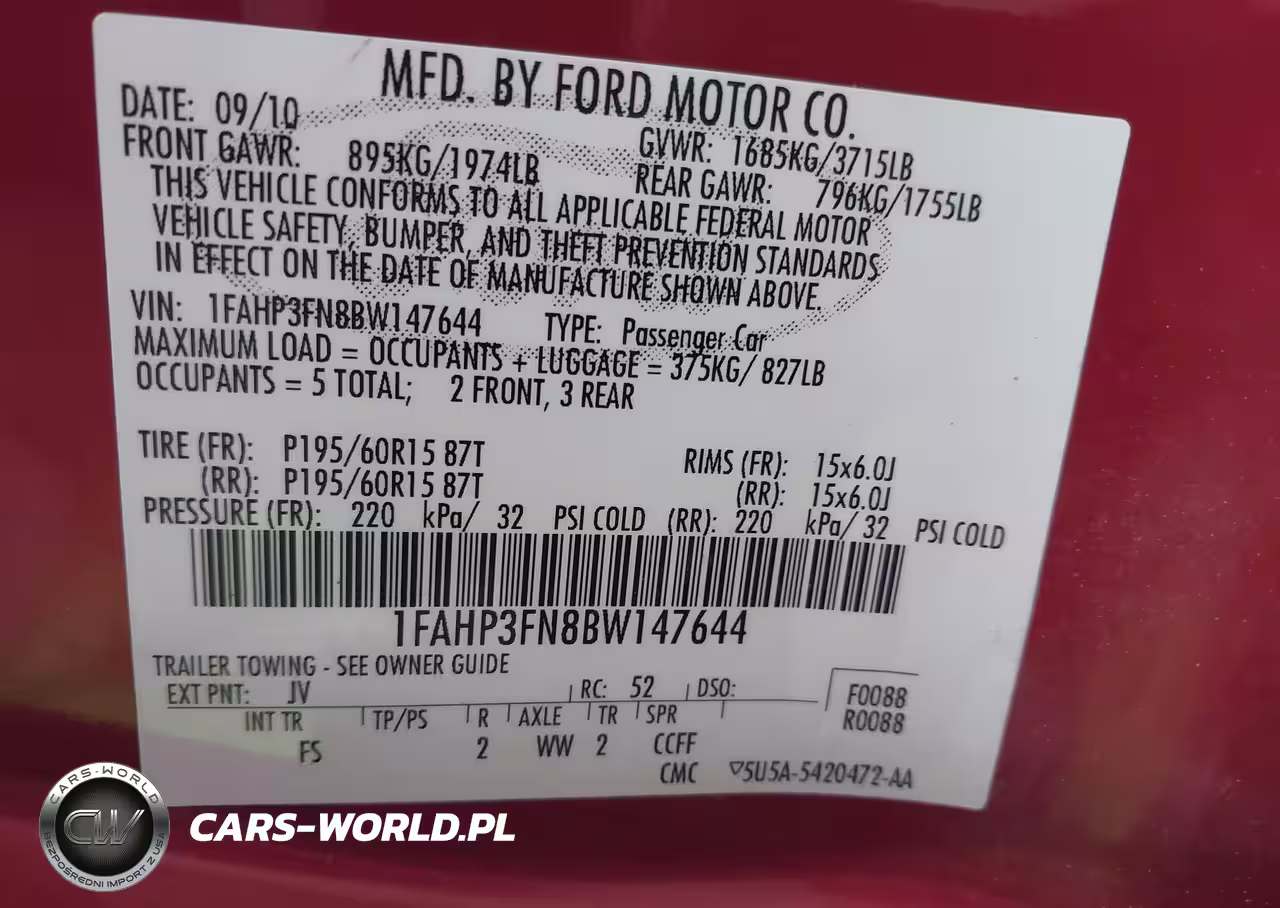 MFD. BY FORD MOTOR CO.
DATE: 09/10 GVWR: 1685KG/3715LB
FRONT GAWR: 895KG/1974LB REAR GAWR: 796KG/1755LB
THIS VEHICLE CONFORMS TO ALL APPLICABLE FEDERAL MOTOR
VEHICLE SAFETY, BUMPER, AND THEFT PREVENTION STANDARDS
IN EFFECT ON THE DATE OF MANUFACTURE SHOWN ABOVE.
VIN: 1FAHP3FN8BW147644 TYPE: Passenger Car
MAXIMUM LOAD = OCCUPANTS + LUGGAGE = 375KG/ 827LB
OCCUPANTS = 5 TOTAL; 2 FRONT, 3 REAR
TIRE (FR): P195/60R15 87T RIMS (FR): 15x6.0J
(RR): P195/60R15 87T (RR): 15x6.0J
PRESSURE (FR): 220 kPa/ 32 PSI COLD (RR): 220 kPa/ 32 PSI COLD
1FAHP3FN8BW147644
TRAILER TOWING - SEE OWNER GUIDE
EXT PNT: JV RC: 52 DSO: F0088
INT TR TP/PS R AXLE TR SPR R0088
FS 2 WW 2 CCFF
CMC ▽5U5A-5420472-AA
CARS-WORLD
CW
BEZPOŚREDNI IMPORT Z USA
CARS-WORLD.PL